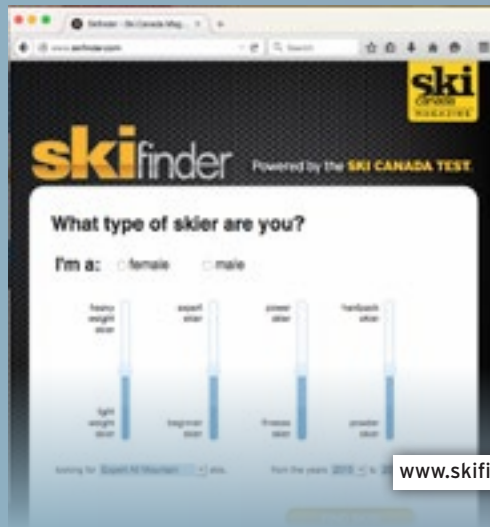 Skifinder - Ski Canada Mag...
www.skifinder.com
Search
ski
canada
MAGAZINE
skifinder
Powered by the SKI CANADA TEST.
What type of skier are you?
I'm a: female male
heavy weight skier
expert skier
power skier
hardpack skier
light weight skier
beginner skier
finesse skier
powder skier
looking for Expert All Mountain skis, from the years 2015 to
www.skifi